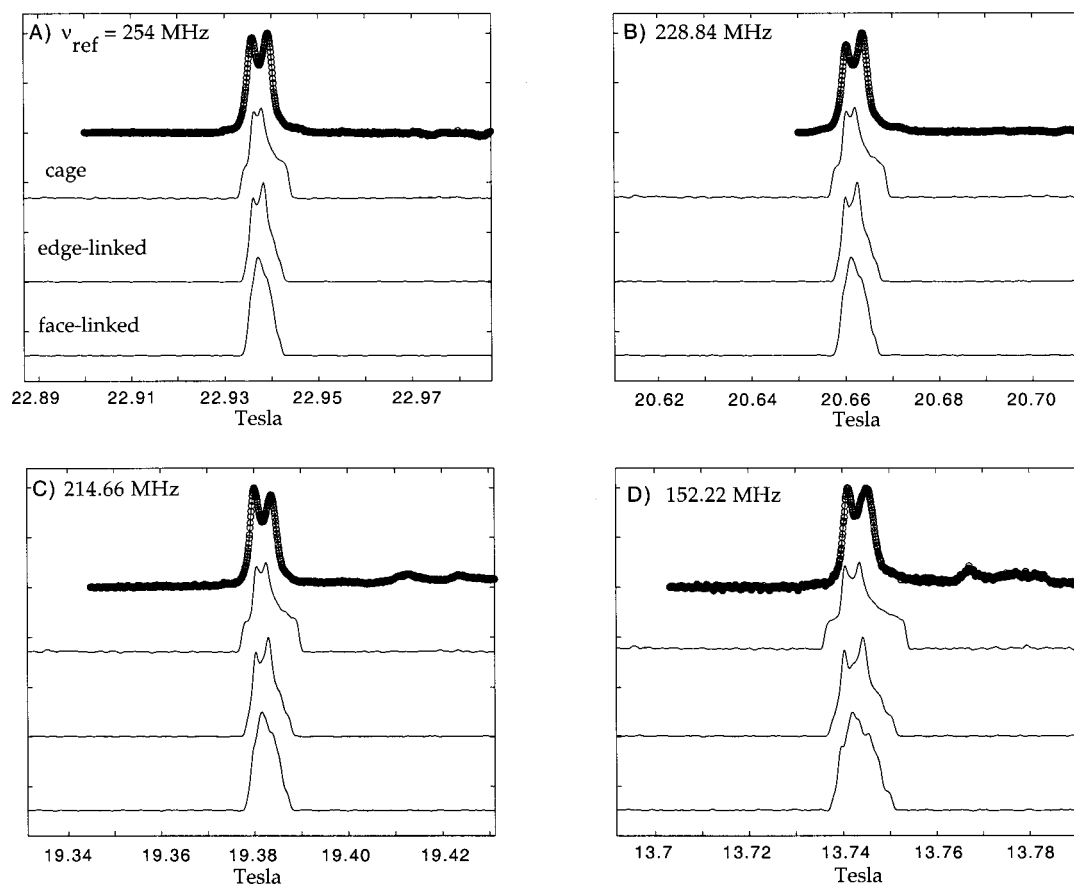 A) νref = 254 MHz
cage
edge-linked
face-linked
22.89 22.91 22.93 22.95 22.97
Tesla
B) 228.84 MHz
20.62 20.64 20.66 20.68 20.70
Tesla
C) 214.66 MHz
19.34 19.36 19.38 19.40 19.42
Tesla
D) 152.22 MHz
13.7 13.72 13.74 13.76 13.78
Tesla